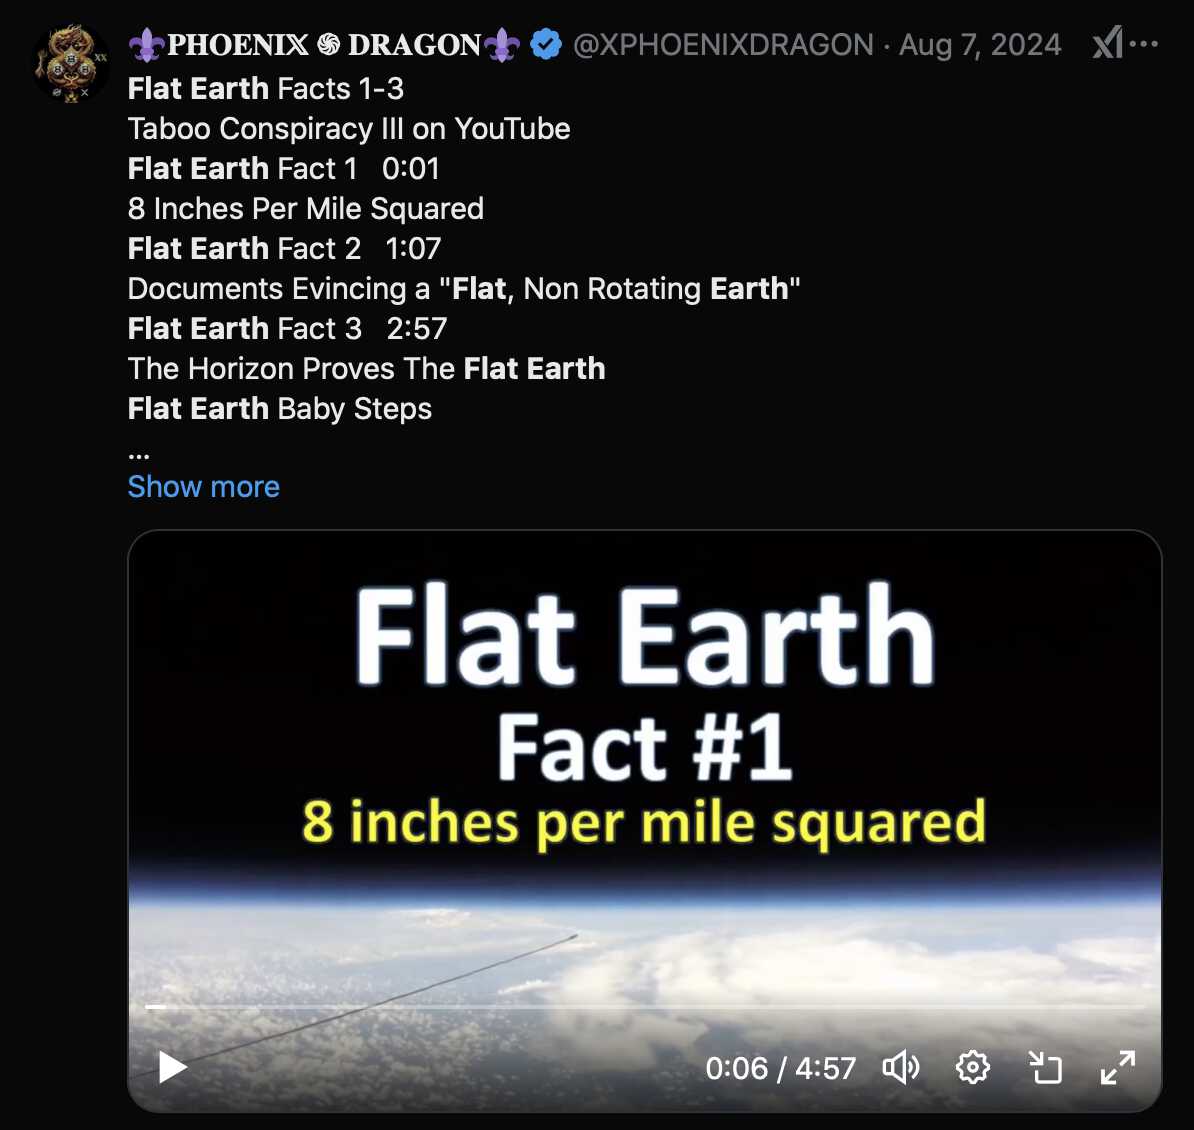 PHOENIX DRAGON @XPHOENIXDRAGON · Aug 7, 2024
Flat Earth Facts 1-3
Taboo Conspiracy III on YouTube
Flat Earth Fact 1 0:01
8 Inches Per Mile Squared
Flat Earth Fact 2 1:07
Documents Evincing a "Flat, Non Rotating Earth"
Flat Earth Fact 3 2:57
The Horizon Proves The Flat Earth
Flat Earth Baby Steps
...
Show more
Flat Earth
Fact #1
8 inches per mile squared
0:06 / 4:57